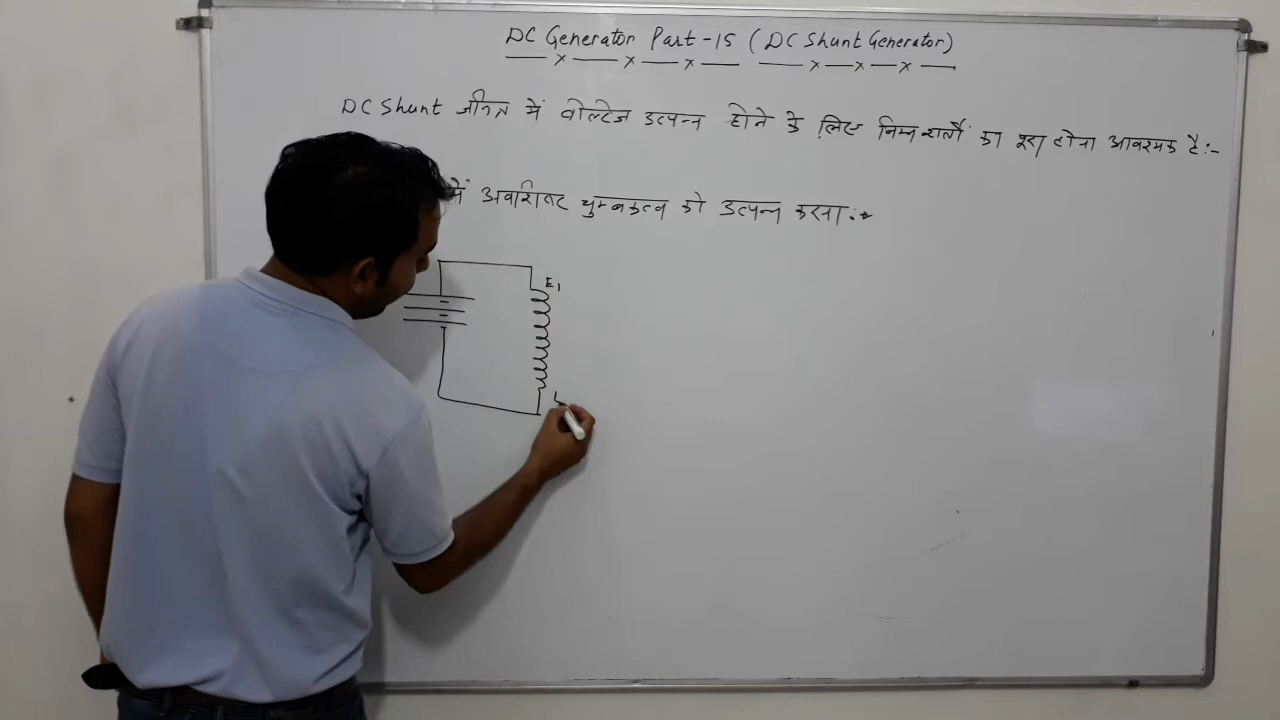 DC Generator Part-15 (DC Shunt Generator)
DC Shunt में वोल्टेज उत्पन्न होने के लिए निम्न शर्तों का पूरा होना आवश्यक है:-
में अवशिष्ट चुम्बकत्व को उत्पन्न करना:-
E1